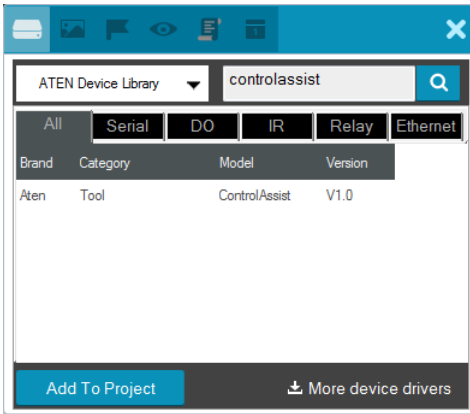 ATEN Device Library controlassist
All Serial DO IR Relay Ethernet
Brand Category Model Version
Aten Tool ControlAssist V1.0
Add To Project More device drivers